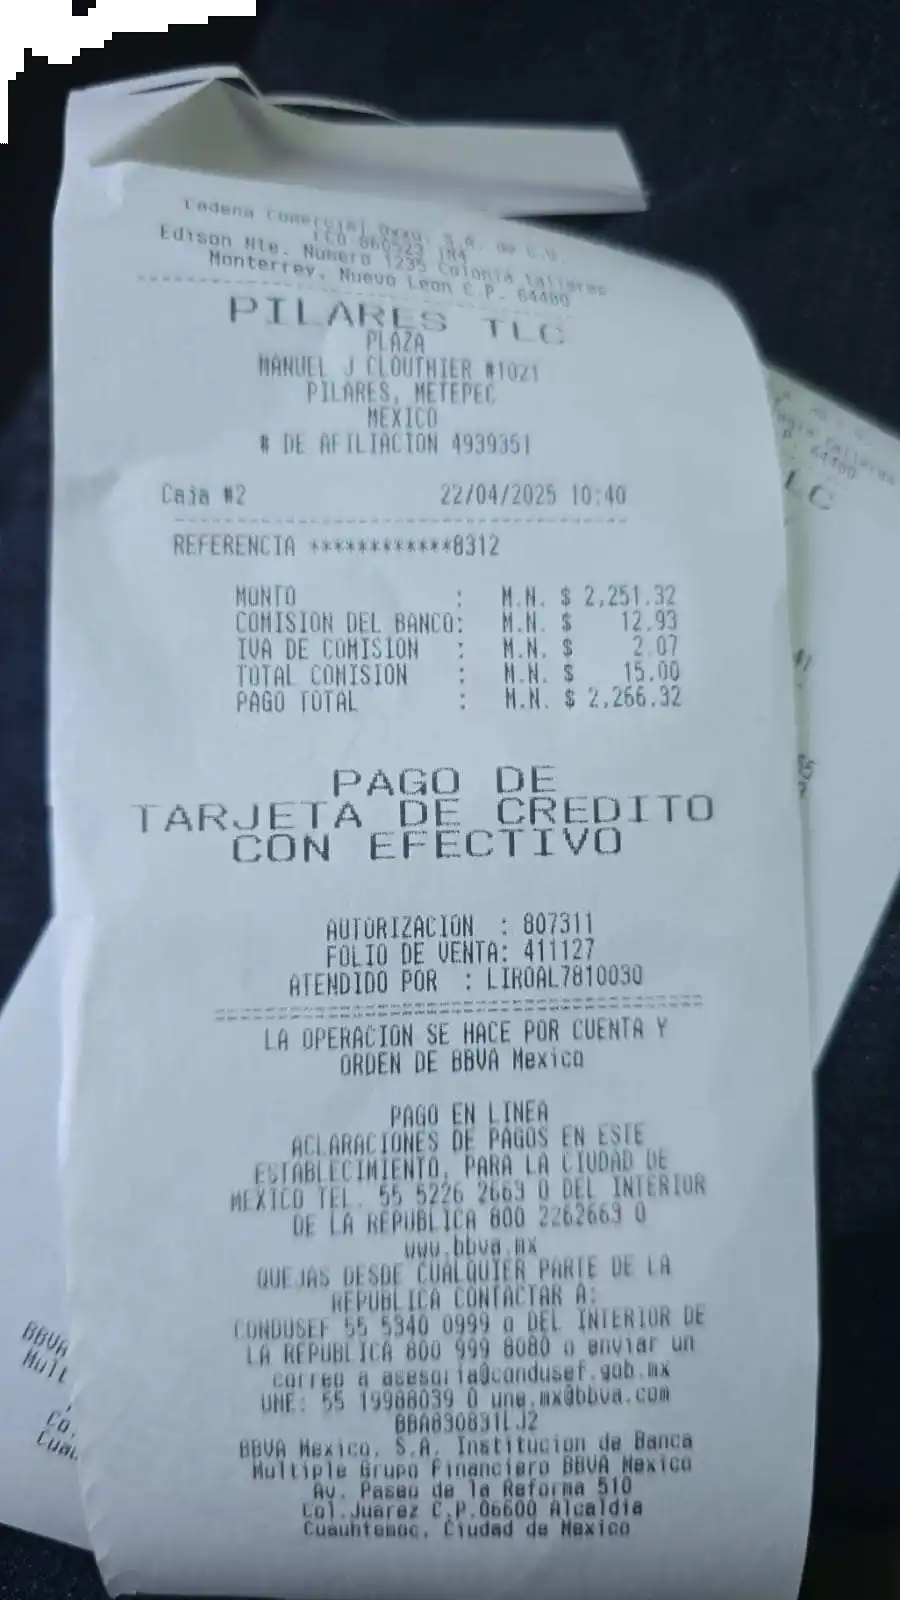 Cadena Comercial Oxxo, S.A. de C.V.
Edison Nte. Numero 1235 Colonia talleres
Monterrey, Nuevo Leon C.P. 64480
PILARES TLC
PLAZA
MANUEL J CLOUTHIER #1021
PILARES, METEPEC
MEXICO
# DE AFILIACION 4939351
Caja #2 22/04/2025 10:40
REFERENCIA ************8312
MONTO : M.N. $ 2,251.32
COMISION DEL BANCO: M.N. $ 12.93
IVA DE COMISION : M.N. $ 2.07
TOTAL COMISION : M.N. $ 15.00
PAGO TOTAL : M.N. $ 2,266.32
PAGO DE
TARJETA DE CREDITO
CON EFECTIVO
AUTORIZACION : 807311
FOLIO DE VENTA: 411127
ATENDIDO POR : LIROAL7810030
LA OPERACION SE HACE POR CUENTA Y
ORDEN DE BBVA Mexico
PAGO EN LINEA
ACLARACIONES DE PAGOS EN ESTE
ESTABLECIMIENTO, PARA LA CIUDAD DE
MEXICO TEL. 55 5226 2663 O DEL INTERIOR
DE LA REPUBLICA 800 2262663 O
www.bbva.mx
QUEJAS DESDE CUALQUIER PARTE DE LA
REPUBLICA CONTACTAR A:
CONDUSEF 55 5340 0999 o DEL INTERIOR DE
LA REPUBLICA 800 999 8080 o enviar un
correo a asesoria@condusef.gob.mx
UNE: 55 19988039 O une.mx@bbva.com
BBA830831LJ2
BBVA Mexico, S.A. Institucion de Banca
Multiple Grupo Financiero BBVA Mexico
Av. Paseo de la Reforma 510
Col.Juarez C.P.06600 Alcaldia
Cuauhtemoc, Ciudad de Mexico
LC
BBVA
Mult
Co.
Cuau